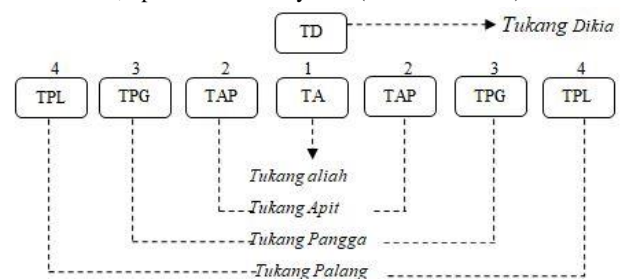 TD Tukang Dikia
4 3 2 1 2 3 4
TPL TPG TAP TA TAP TPG TPL
Tukang aliah
Tukang Apit
Tukang Pangga
Tukang Palang